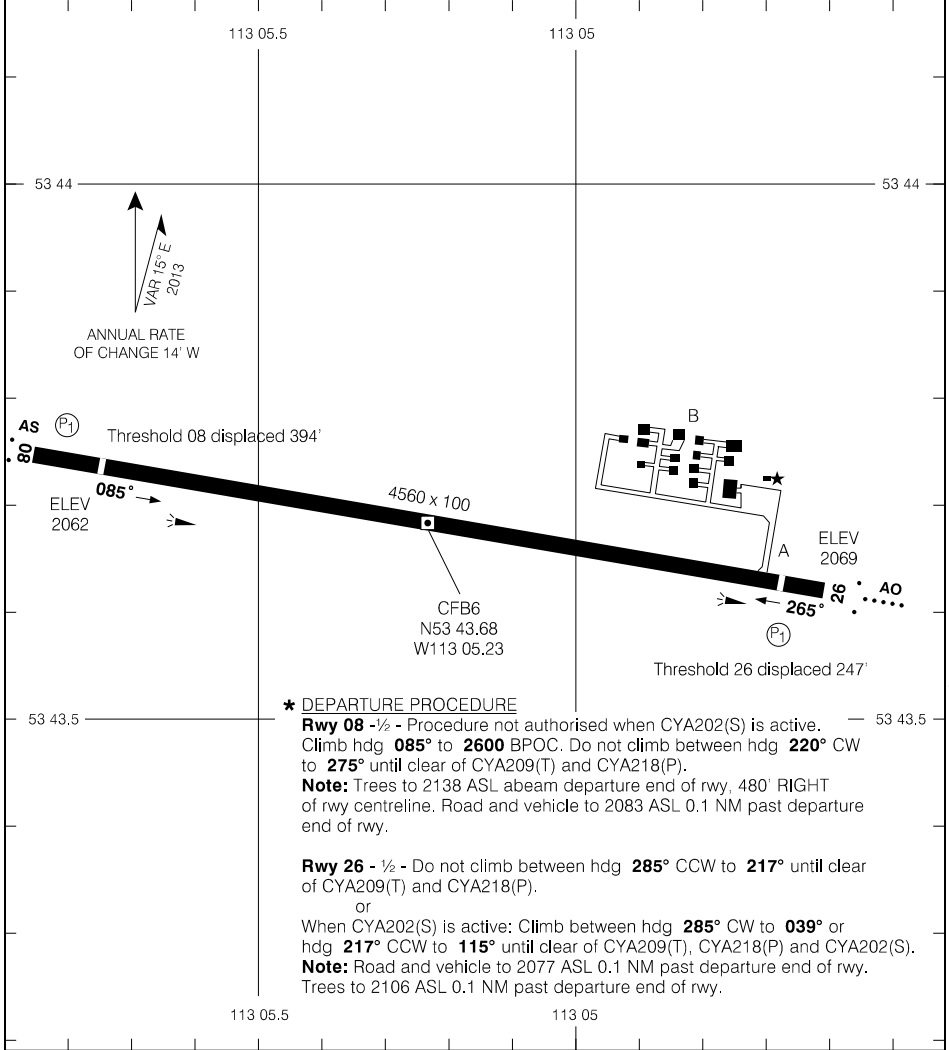 113 05.5
113 05
53 44
53 44
VAR 15° E
2013
ANNUAL RATE
OF CHANGE 14' W
B
AS
P1
Threshold 08 displaced 394'
08
085°
ELEV
2062
4560 x 100
A
ELEV
2069
26
AO
265°
P1
CFB6
N53 43.68
W113 05.23
Threshold 26 displaced 247'
53 43.5
53 43.5
* DEPARTURE PROCEDURE
Rwy 08 -½ - Procedure not authorised when CYA202(S) is active.
Climb hdg 085° to 2600 BPOC. Do not climb between hdg 220° CW
to 275° until clear of CYA209(T) and CYA218(P).
Note: Trees to 2138 ASL abeam departure end of rwy, 480' RIGHT
of rwy centreline. Road and vehicle to 2083 ASL 0.1 NM past departure
end of rwy.
Rwy 26 - ½ - Do not climb between hdg 285° CCW to 217° until clear
of CYA209(T) and CYA218(P).
or
When CYA202(S) is active: Climb between hdg 285° CW to 039° or
hdg 217° CCW to 115° until clear of CYA209(T), CYA218(P) and CYA202(S).
Note: Road and vehicle to 2077 ASL 0.1 NM past departure end of rwy.
Trees to 2106 ASL 0.1 NM past departure end of rwy.
113 05.5
113 05